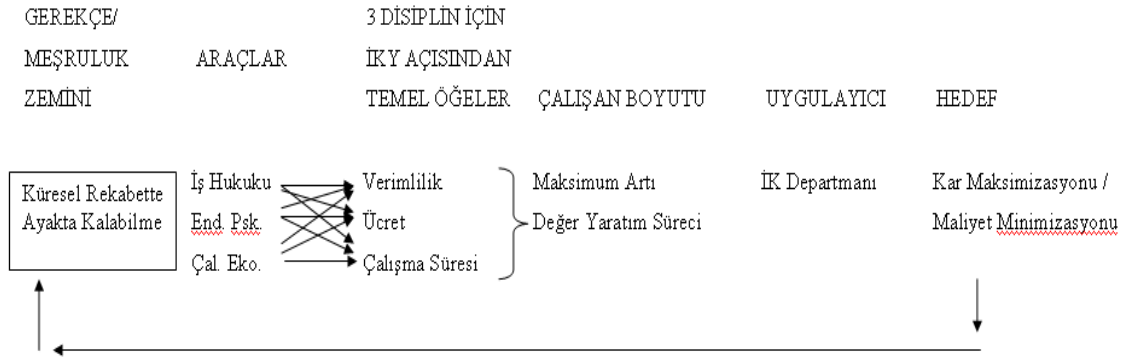 GEREKÇE/
MEŞRULUK
ZEMİNİ
ARAÇLAR
3 DİSİPLİN İÇİN
İKY AÇISINDAN
TEMEL ÖĞELER
ÇALIŞAN BOYUTU
UYGULAYICI
HEDEF
Küresel Rekabette
Ayakta Kalabilme
İş Hukuku
End. Psk.
Çal. Eko.
Verimlilik
Ücret
Çalışma Süresi
Maksimum Artı
Değer Yaratım Süreci
İK Departmanı
Kar Maksimizasyonu /
Maliyet Minimizasyonu